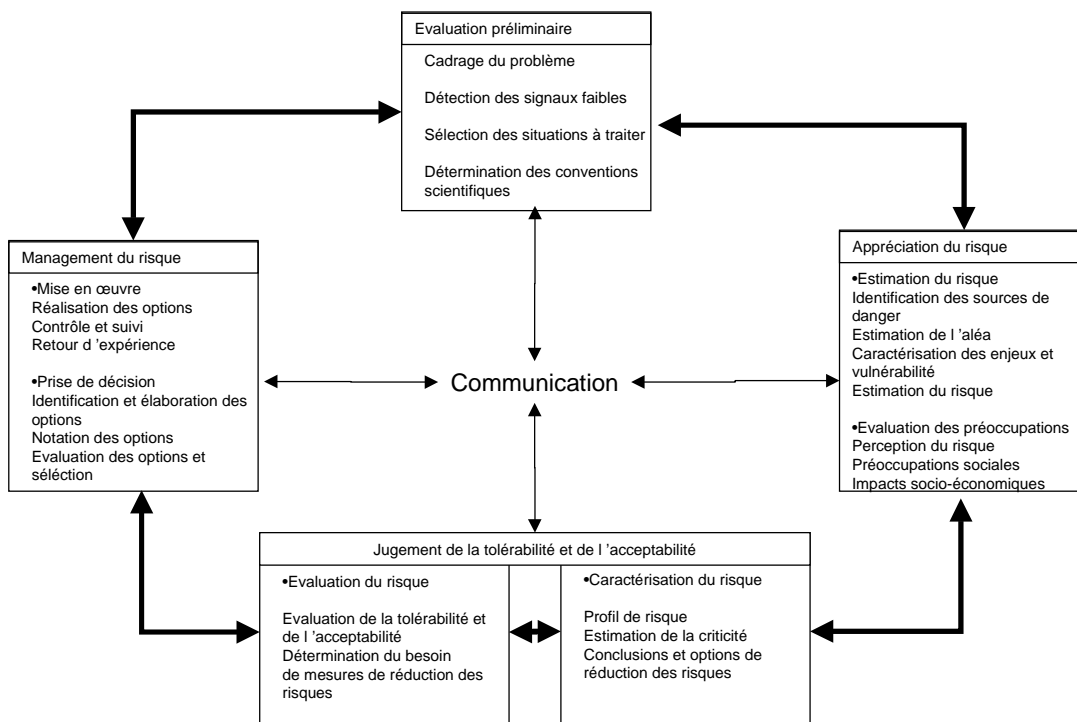 Evaluation préliminaire
Cadrage du problème
Détection des signaux faibles
Sélection des situations à traiter
Détermination des conventions
scientifiques
Management du risque
•Mise en œuvre
Réalisation des options
Contrôle et suivi
Retour d ’expérience
•Prise de décision
Identification et élaboration des
options
Notation des options
Evaluation des options et
séléction
Communication
Appréciation du risque
•Estimation du risque
Identification des sources de
danger
Estimation de l ’aléa
Caractérisation des enjeux et
vulnérabilité
Estimation du risque
•Evaluation des préoccupations
Perception du risque
Préoccupations sociales
Impacts socio-économiques
Jugement de la tolérabilité et de l ’acceptabilité
•Evaluation du risque
Evaluation de la tolérabilité et
de l ’acceptabilité
Détermination du besoin
de mesures de réduction des
risques
•Caractérisation du risque
Profil de risque
Estimation de la criticité
Conclusions et options de
réduction des risques